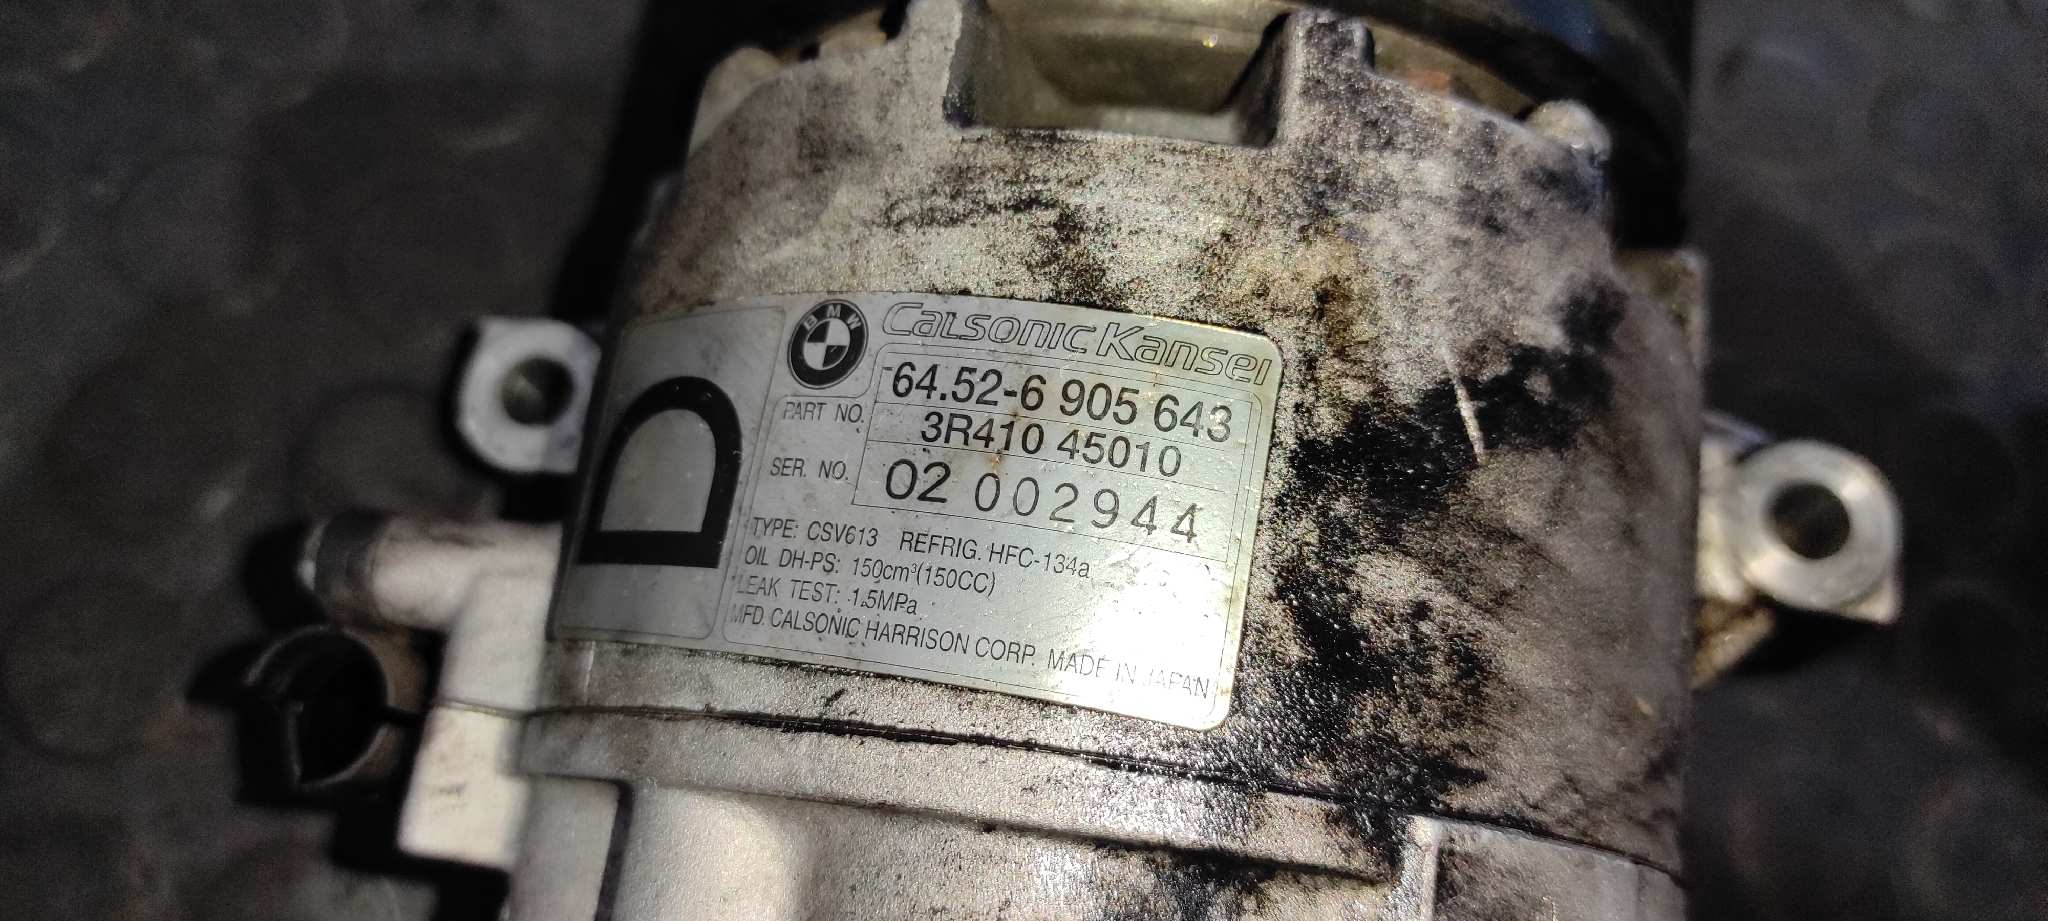 D
BMW
Calsonic Kansei
PART NO.
64.52-6 905 643
3R410 45010
SER. NO.
02 002944
TYPE: CSV613 REFRIG. HFC-134a
OIL DH-PS: 150cm³(150CC)
LEAK TEST: 1.5MPa
MFD. CALSONIC HARRISON CORP. MADE IN JAPAN